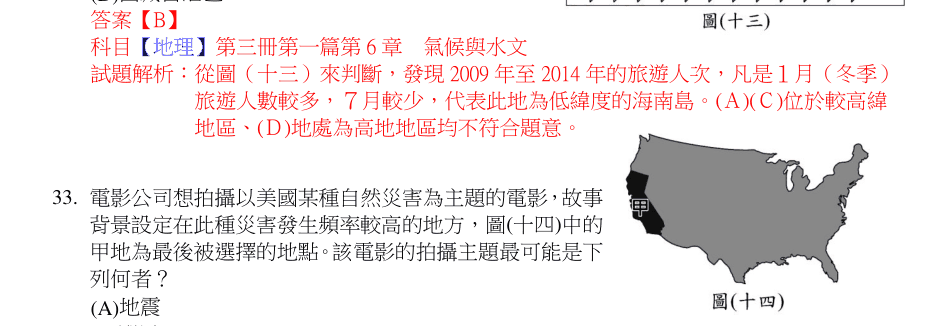 答案【B】
圖(十三)
科目【地理】第三冊第一篇第 6 章　氣候與水文
試題解析：從圖（十三）來判斷，發現 2009 年至 2014 年的旅遊人次，凡是１月（冬季）
旅遊人數較多，７月較少，代表此地為低緯度的海南島。(Ａ)(Ｃ)位於較高緯
地區、(Ｄ)地處為高地地區均不符合題意。
33. 電影公司想拍攝以美國某種自然災害為主題的電影，故事
背景設定在此種災害發生頻率較高的地方，圖(十四)中的
甲地為最後被選擇的地點。該電影的拍攝主題最可能是下
列何者？
(A)地震
甲
圖(十四)